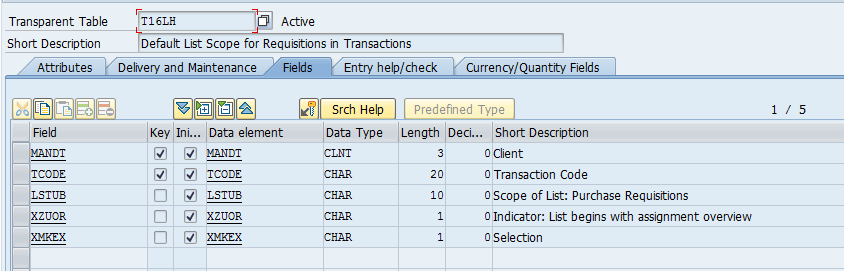 Transparent Table T16LH Active
Short Description Default List Scope for Requisitions in Transactions
Attributes Delivery and Maintenance Fields Entry help/check Currency/Quantity Fields
Srch Help Predefined Type 1 / 5
Field Key Ini... Data element Data Type Length Deci... Short Description
MANDT MANDT CLNT 3 0 Client
TCODE TCODE CHAR 20 0 Transaction Code
LSTUB LSTUB CHAR 10 0 Scope of List: Purchase Requisitions
XZUOR XZUOR CHAR 1 0 Indicator: List begins with assignment overview
XMKEX XMKEX CHAR 1 0 Selection